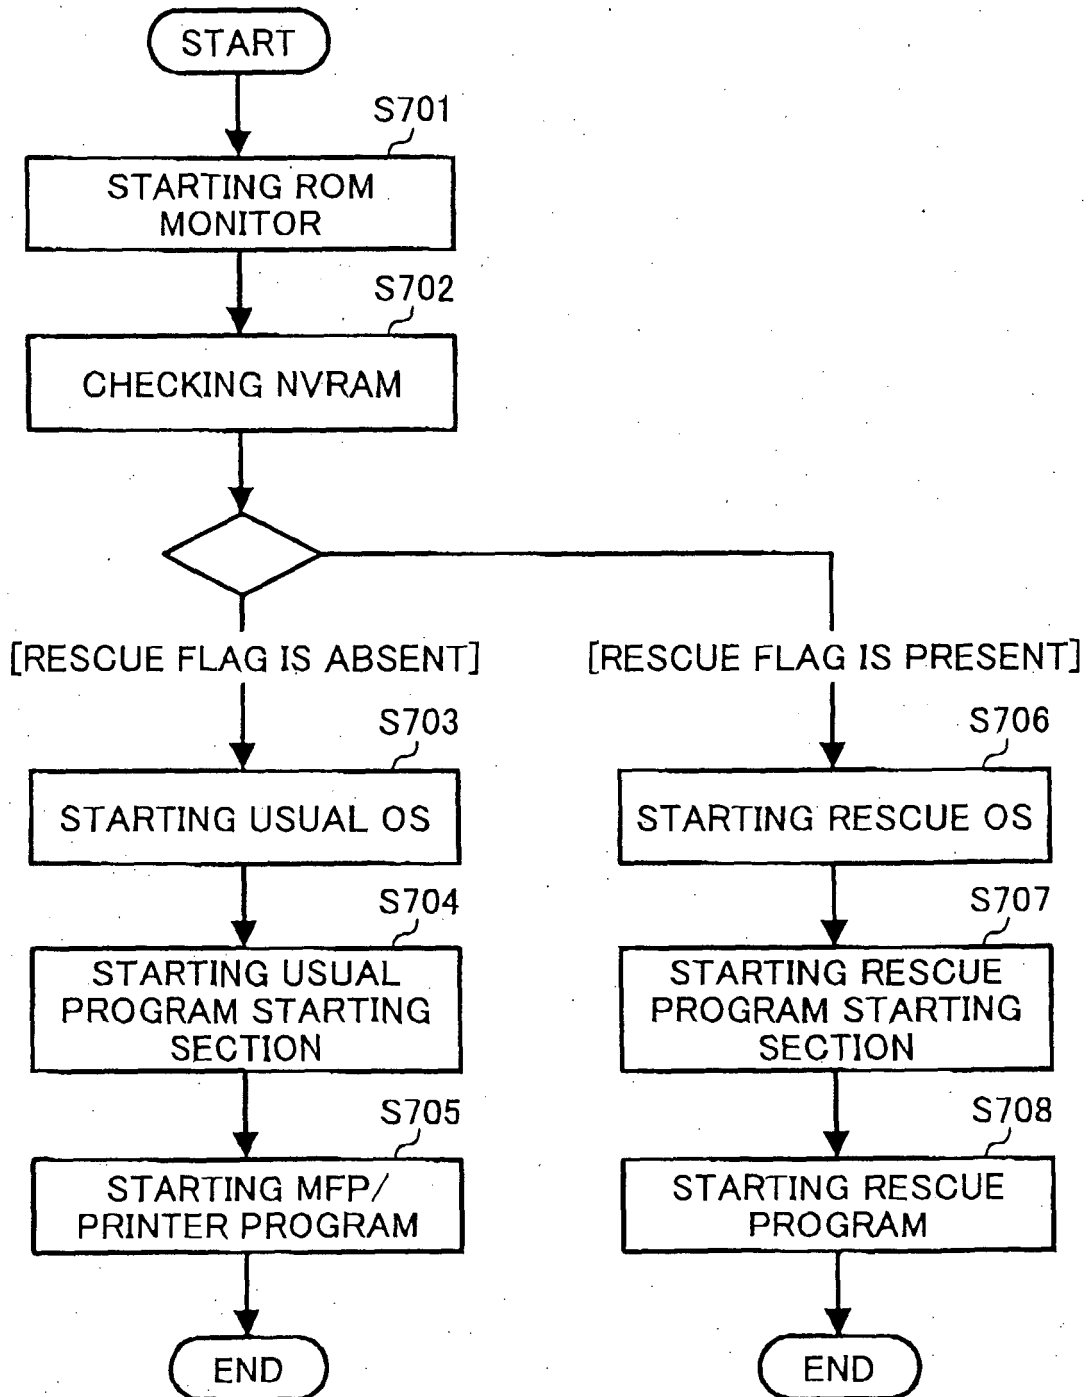 START
S701
STARTING ROM
MONITOR
S702
CHECKING NVRAM
[RESCUE FLAG IS ABSENT]
[RESCUE FLAG IS PRESENT]
S703
STARTING USUAL OS
S704
STARTING USUAL
PROGRAM STARTING
SECTION
S705
STARTING MFP/
PRINTER PROGRAM
END
S706
STARTING RESCUE OS
S707
STARTING RESCUE
PROGRAM STARTING
SECTION
S708
STARTING RESCUE
PROGRAM
END